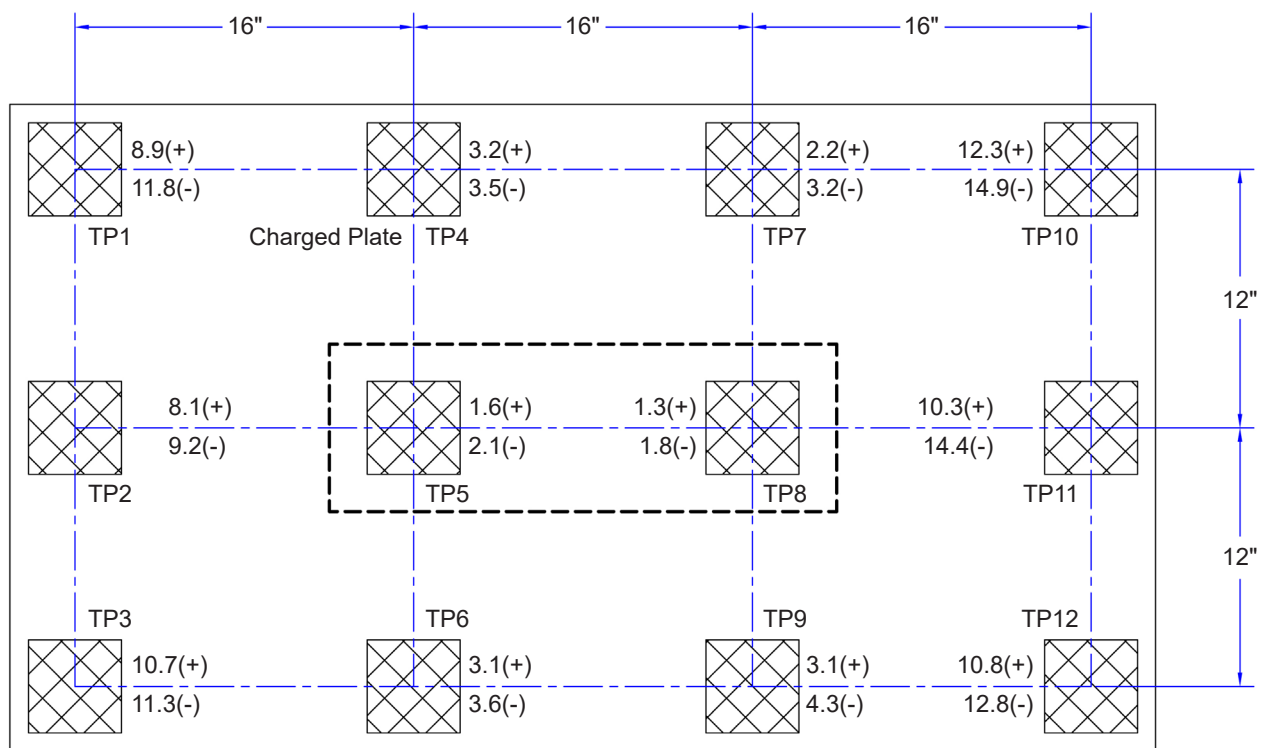 16" 16" 16"
8.9(+) 3.2(+) 2.2(+) 12.3(+)
11.8(-) 3.5(-) 3.2(-) 14.9(-)
TP1 Charged Plate TP4 TP7 TP10
12"
8.1(+) 1.6(+) 1.3(+) 10.3(+)
9.2(-) 2.1(-) 1.8(-) 14.4(-)
TP2 TP5 TP8 TP11
12"
TP3 TP6 TP9 TP12
10.7(+) 3.1(+) 3.1(+) 10.8(+)
11.3(-) 3.6(-) 4.3(-) 12.8(-)